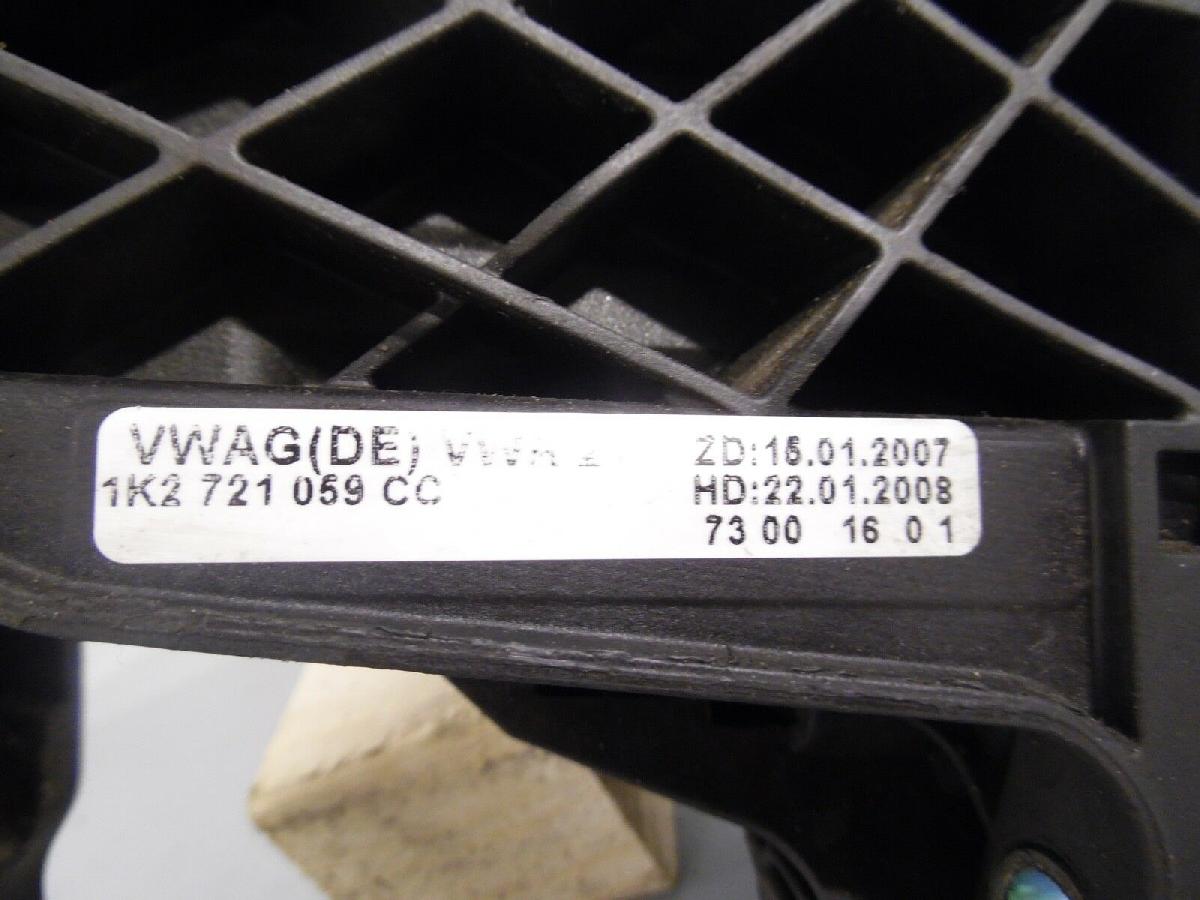 VWAG(DE)
1K2 721 059 CC
ZD:15.01.2007
HD:22.01.2008
73 00 16 0 1